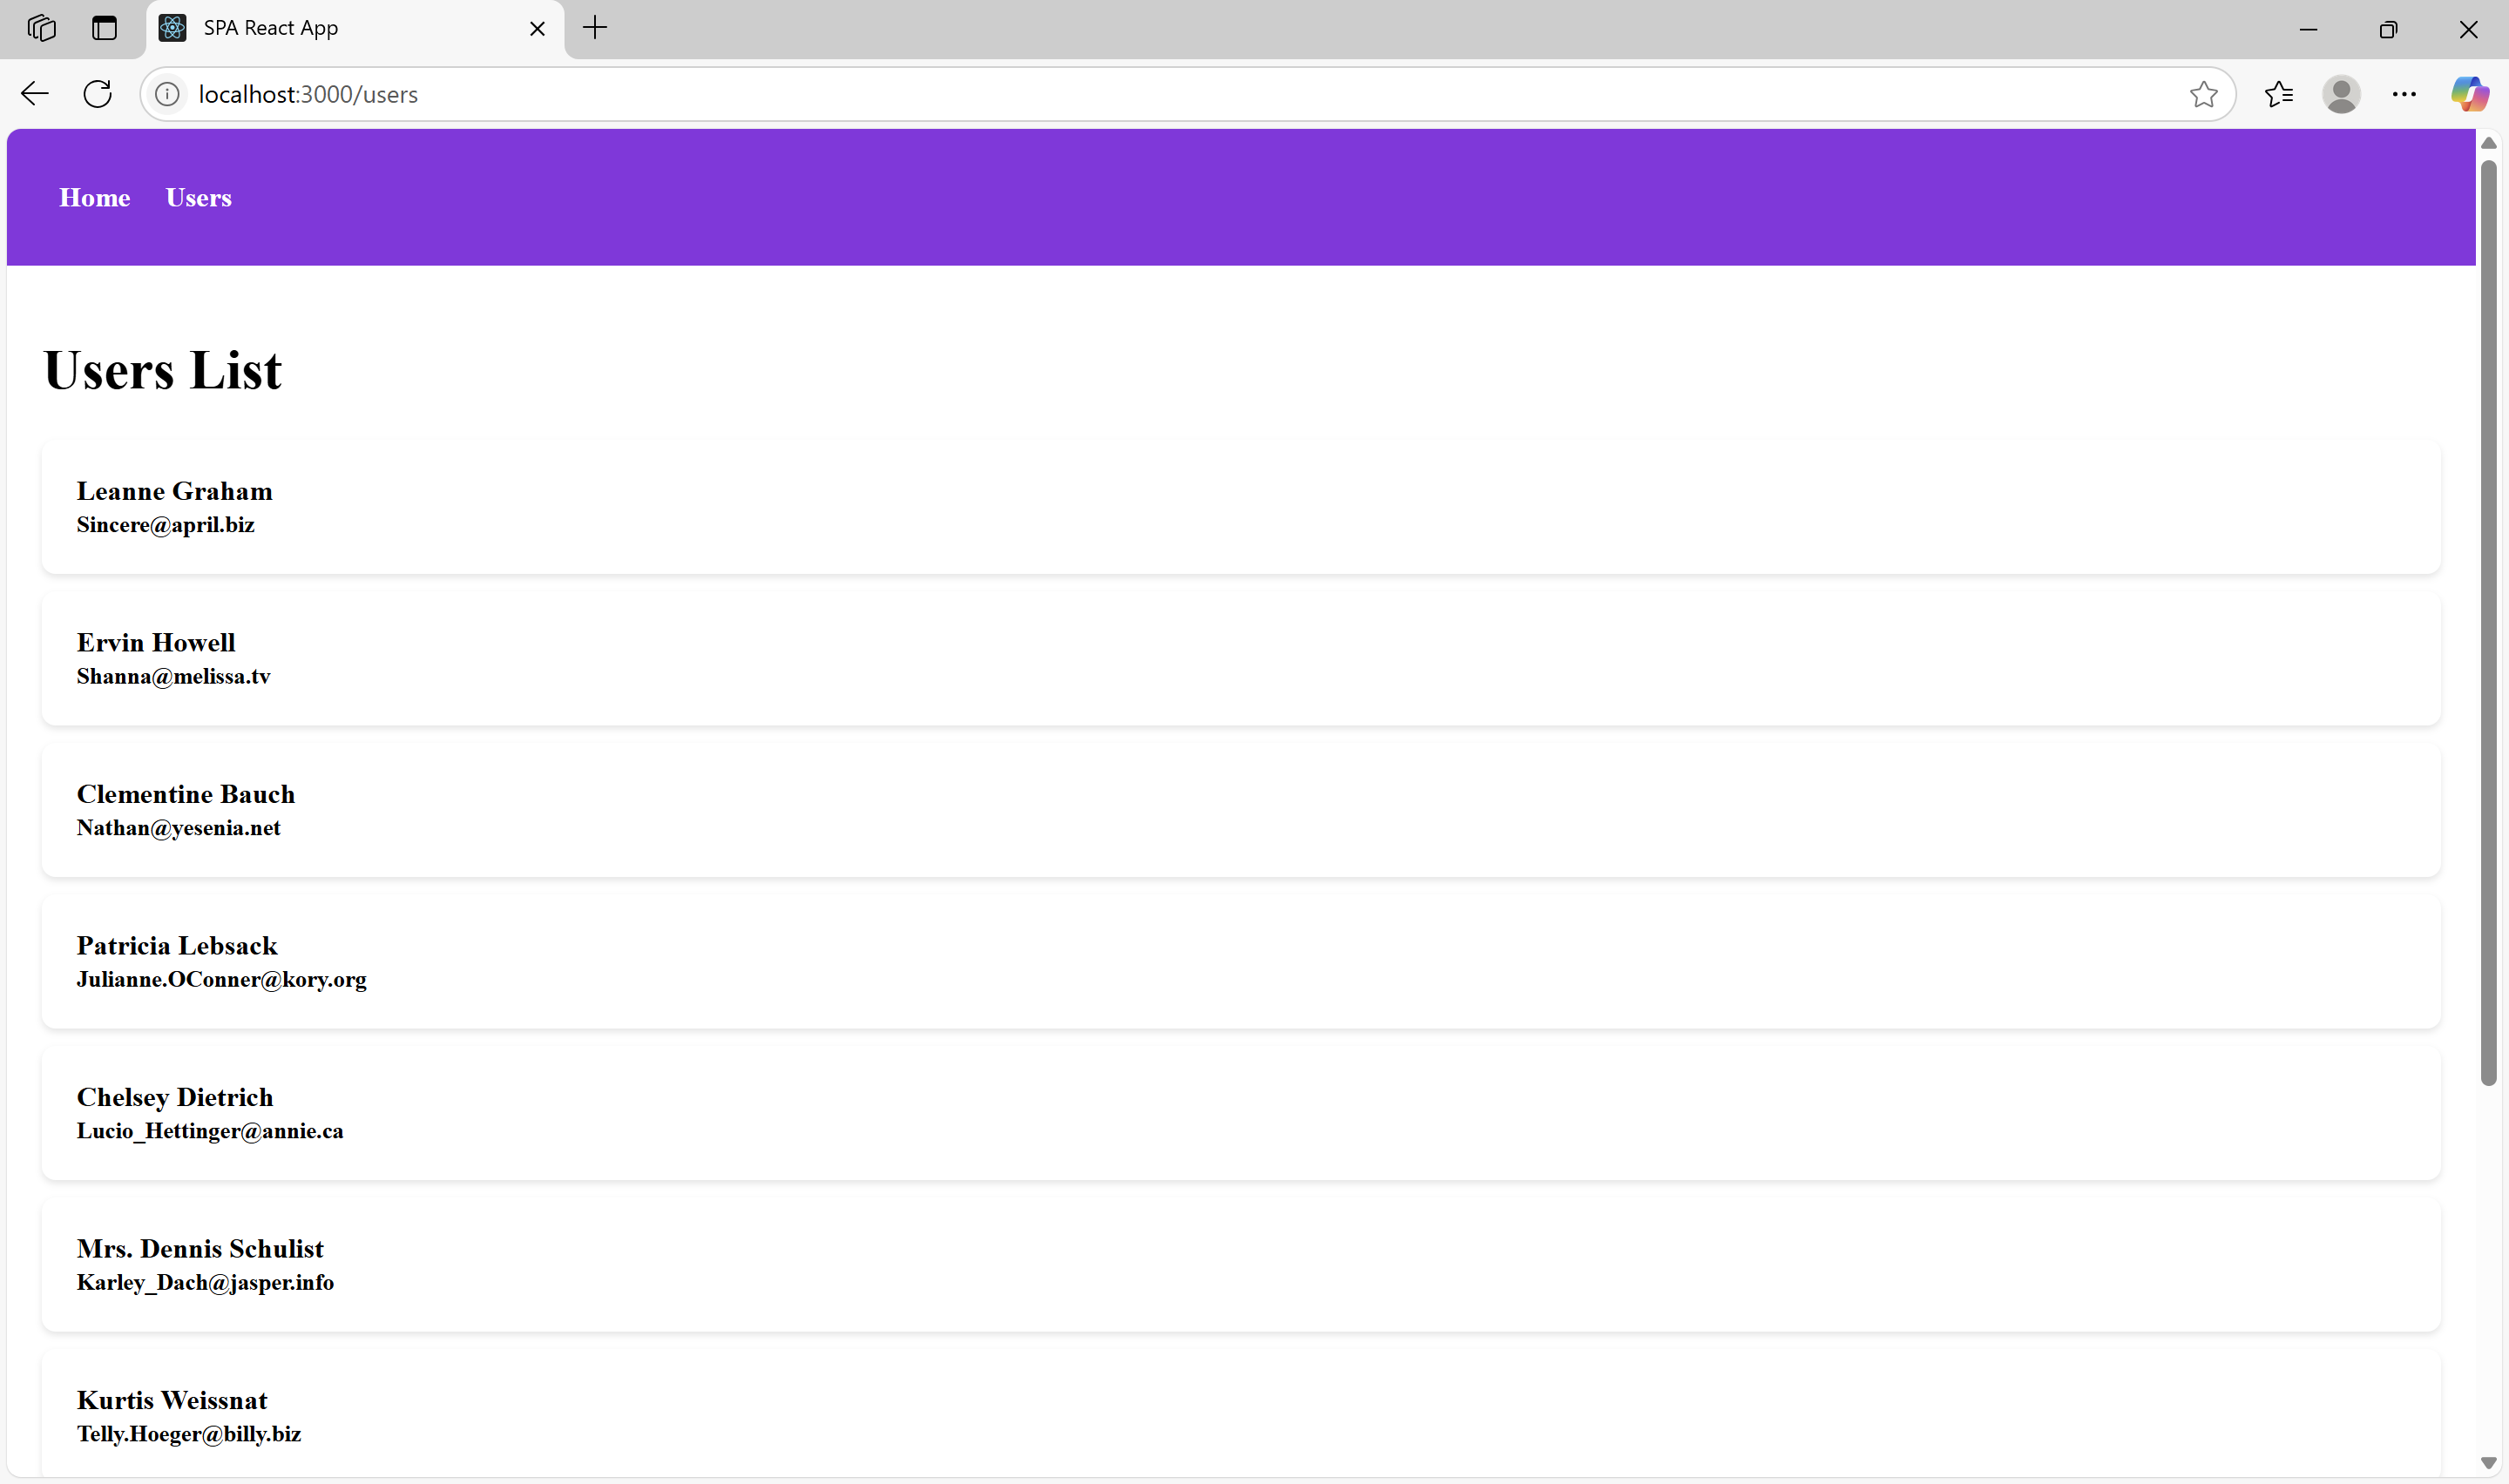 SPA React App
localhost:3000/users
Home Users
Users List
Leanne Graham
Sincere@april.biz
Ervin Howell
Shanna@melissa.tv
Clementine Bauch
Nathan@yesenia.net
Patricia Lebsack
Julianne.OConner@kory.org
Chelsey Dietrich
Lucio_Hettinger@annie.ca
Mrs. Dennis Schulist
Karley_Dach@jasper.info
Kurtis Weissnat
Telly.Hoeger@billy.biz